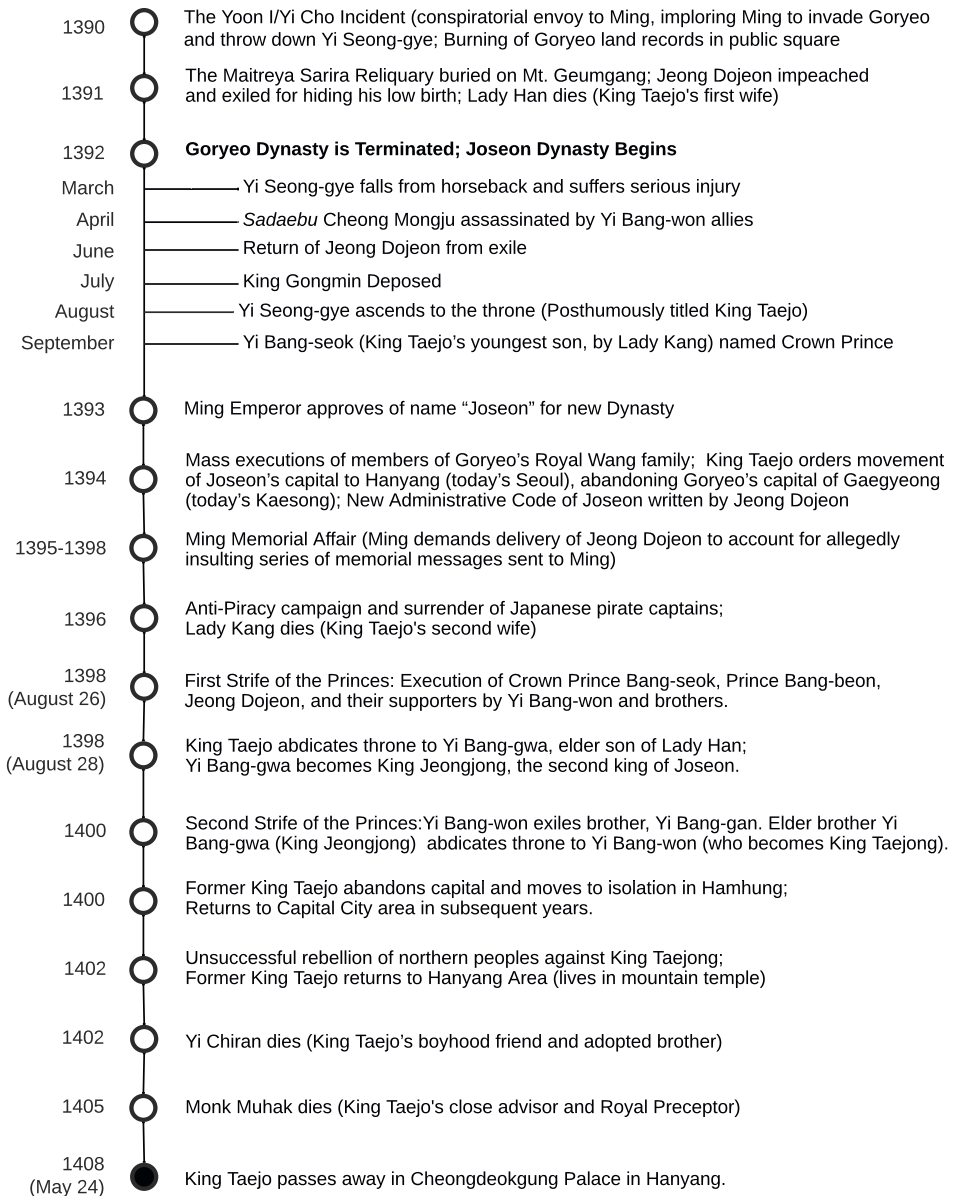 1390
The Yoon I/Yi Cho Incident (conspiratorial envoy to Ming, imploring Ming to invade Goryeo
and throw down Yi Seong-gye; Burning of Goryeo land records in public square
1391
The Maitreya Sarira Reliquary buried on Mt. Geumgang; Jeong Dojeon impeached
and exiled for hiding his low birth; Lady Han dies (King Taejo's first wife)
1392
Goryeo Dynasty is Terminated; Joseon Dynasty Begins
March
Yi Seong-gye falls from horseback and suffers serious injury
April
Sadaebu Cheong Mongju assassinated by Yi Bang-won allies
June
Return of Jeong Dojeon from exile
July
King Gongmin Deposed
August
Yi Seong-gye ascends to the throne (Posthumously titled King Taejo)
September
Yi Bang-seok (King Taejo’s youngest son, by Lady Kang) named Crown Prince
1393
Ming Emperor approves of name “Joseon” for new Dynasty
1394
Mass executions of members of Goryeo’s Royal Wang family;  King Taejo orders movement
of Joseon’s capital to Hanyang (today’s Seoul), abandoning Goryeo’s capital of Gaegyeong
(today’s Kaesong); New Administrative Code of Joseon written by Jeong Dojeon
1395-1398
Ming Memorial Affair (Ming demands delivery of Jeong Dojeon to account for allegedly
insulting series of memorial messages sent to Ming)
1396
Anti-Piracy campaign and surrender of Japanese pirate captains;
Lady Kang dies (King Taejo's second wife)
1398
(August 26)
First Strife of the Princes: Execution of Crown Prince Bang-seok, Prince Bang-beon,
Jeong Dojeon, and their supporters by Yi Bang-won and brothers.
1398
(August 28)
King Taejo abdicates throne to Yi Bang-gwa, elder son of Lady Han;
Yi Bang-gwa becomes King Jeongjong, the second king of Joseon.
1400
Second Strife of the Princes:Yi Bang-won exiles brother, Yi Bang-gan. Elder brother Yi
Bang-gwa (King Jeongjong)  abdicates throne to Yi Bang-won (who becomes King Taejong).
1400
Former King Taejo abandons capital and moves to isolation in Hamhung;
Returns to Capital City area in subsequent years.
1402
Unsuccessful rebellion of northern peoples against King Taejong;
Former King Taejo returns to Hanyang Area (lives in mountain temple)
1402
Yi Chiran dies (King Taejo’s boyhood friend and adopted brother)
1405
Monk Muhak dies (King Taejo's close advisor and Royal Preceptor)
1408
(May 24)
King Taejo passes away in Cheongdeokgung Palace in Hanyang.